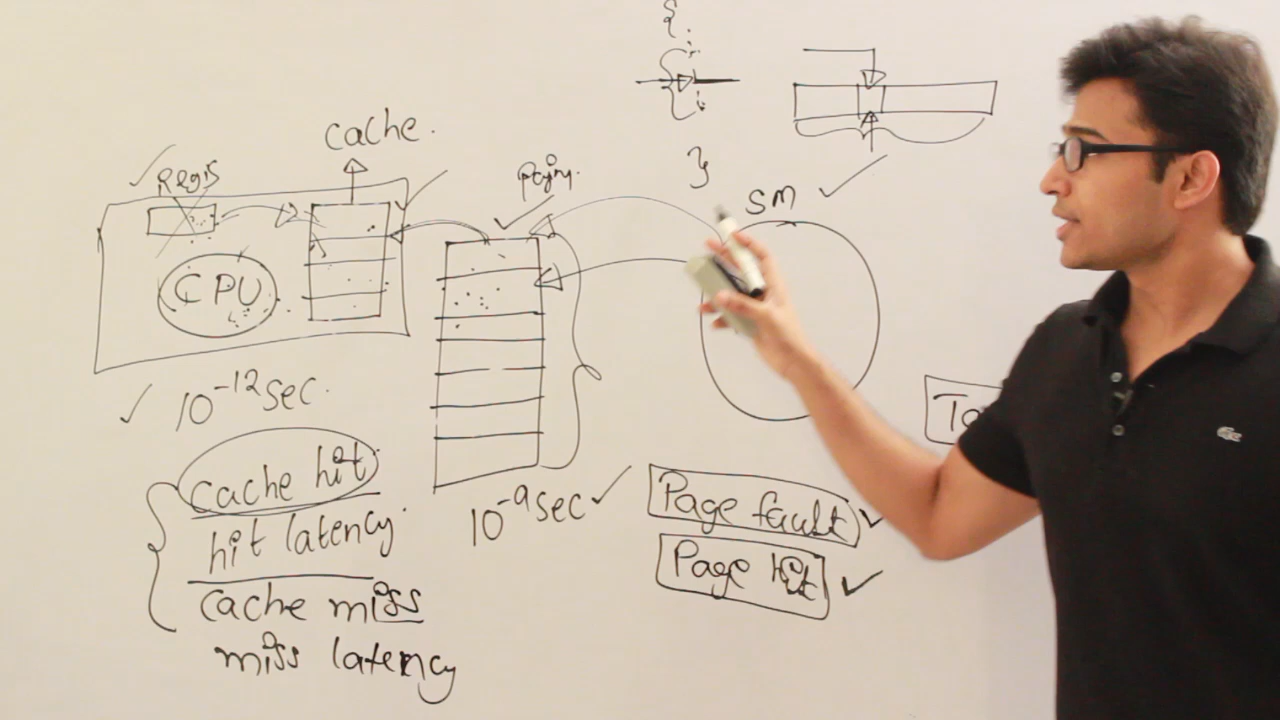 cache.
Regis
Paging.
SM
CPU
10⁻¹² sec.
10⁻⁹ sec
Cache hit
hit latency.
Cache miss
miss latency
Page fault
Page hit